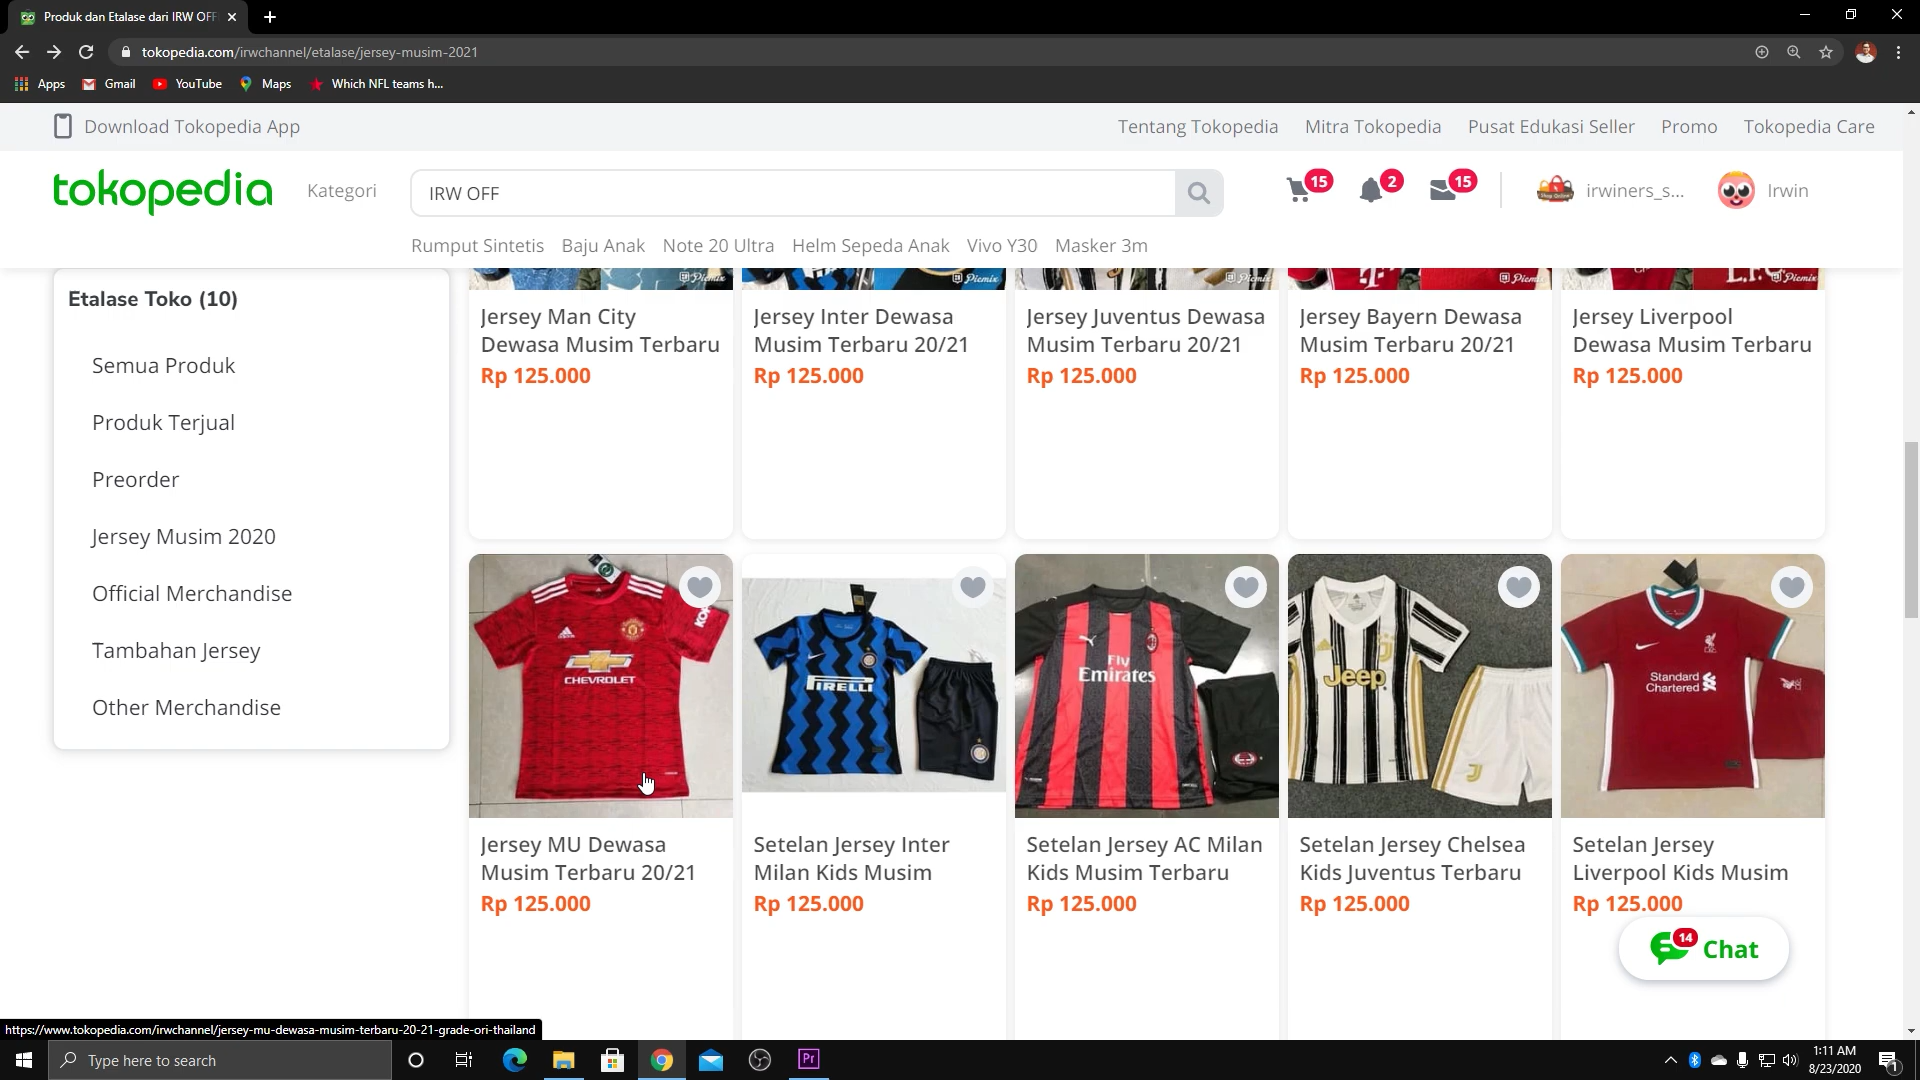 Produk dan Etalase dari IRW OFF
tokopedia.com/irwchannel/etalase/jersey-musim-2021
Apps Gmail YouTube Maps Which NFL teams h...
Download Tokopedia App
Tentang Tokopedia Mitra Tokopedia Pusat Edukasi Seller Promo Tokopedia Care
tokopedia Kategori IRW OFF 15 2 15 irwiners_s... Irwin
Rumput Sintetis Baju Anak Note 20 Ultra Helm Sepeda Anak Vivo Y30 Masker 3m
Etalase Toko (10)
Semua Produk
Produk Terjual
Preorder
Jersey Musim 2020
Official Merchandise
Tambahan Jersey
Other Merchandise
Picmix Picmix Picmix Picmix Picmix
Jersey Man City
Dewasa Musim Terbaru
Rp 125.000
Jersey Inter Dewasa
Musim Terbaru 20/21
Rp 125.000
Jersey Juventus Dewasa
Musim Terbaru 20/21
Rp 125.000
Jersey Bayern Dewasa
Musim Terbaru 20/21
Rp 125.000
Jersey Liverpool
Dewasa Musim Terbaru
Rp 125.000
CHEVROLET
Jersey MU Dewasa
Musim Terbaru 20/21
Rp 125.000
PIRELLI
Setelan Jersey Inter
Milan Kids Musim
Rp 125.000
Fly
Emirates
Setelan Jersey AC Milan
Kids Musim Terbaru
Rp 125.000
Jeep
Setelan Jersey Chelsea
Kids Juventus Terbaru
Rp 125.000
Standard
Chartered
Setelan Jersey
Liverpool Kids Musim
Rp 125.000
14 Chat
https://www.tokopedia.com/irwchannel/jersey-mu-dewasa-musim-terbaru-20-21-grade-ori-thailand
Type here to search
Pr
1:11 AM
8/23/2020
1